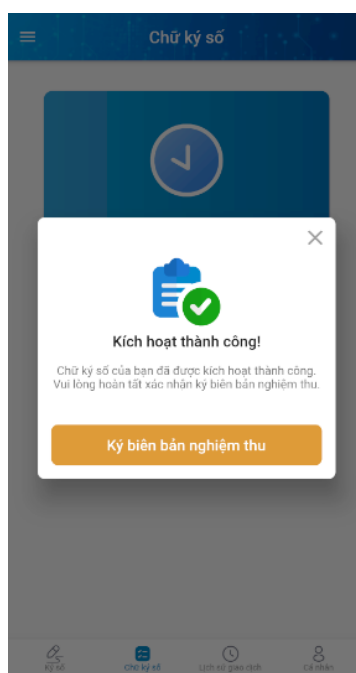 Chữ ký số
Kích hoạt thành công!
Chữ ký số của bạn đã được kích hoạt thành công.
Vui lòng hoàn tất xác nhận ký biên bản nghiệm thu.
Ký biên bản nghiệm thu
Ký số
Chữ ký số
Lịch sử giao dịch
Cá nhân